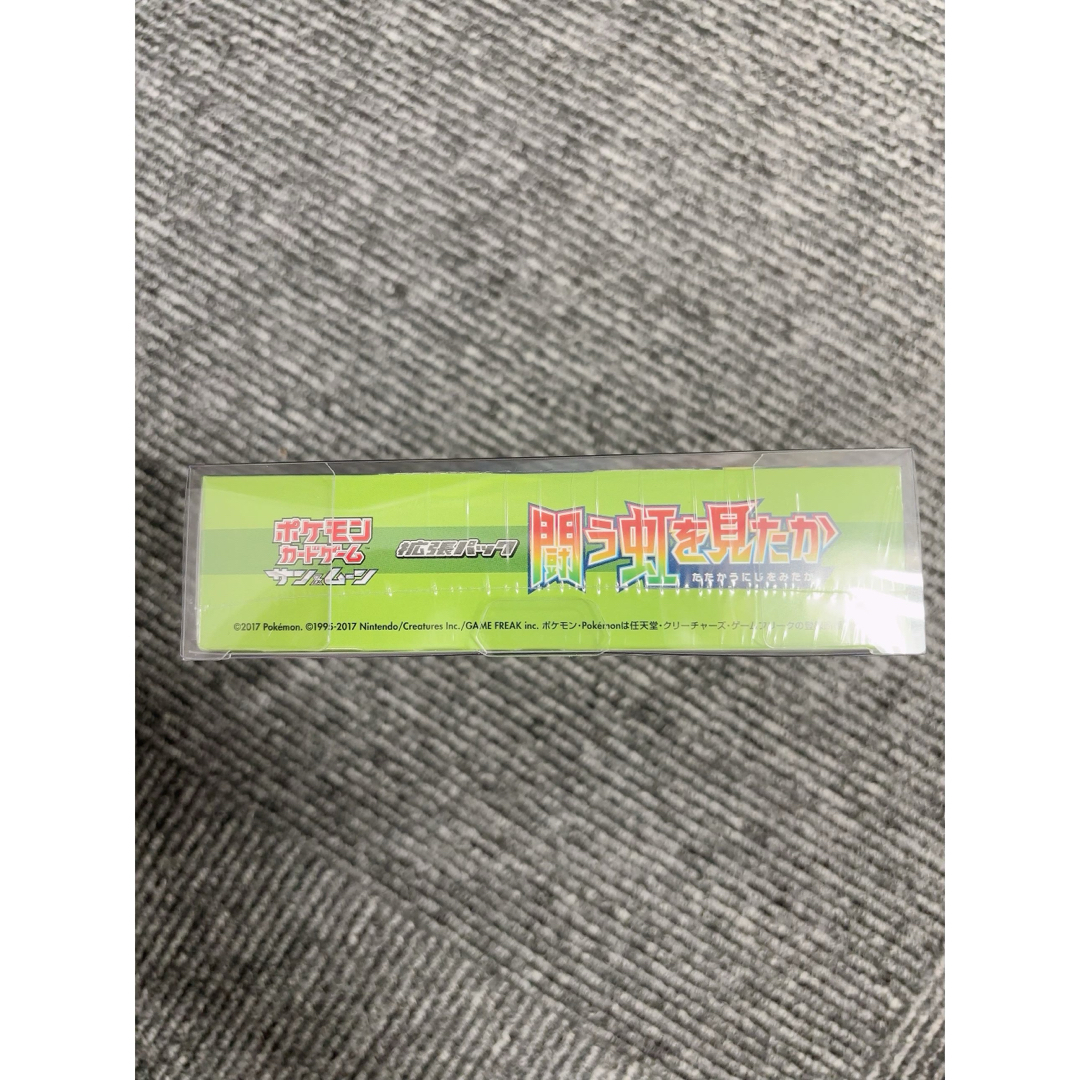 ポケモン
カードゲーム
サン&ムーン
拡張パック
闘う虹を見たか
たたかうにじをみたか
©2017 Pokémon. ©1995-2017 Nintendo/Creatures Inc./GAME FREAK inc. ポケモン・Pokémonは任天堂・クリーチャーズ・ゲームフリークの